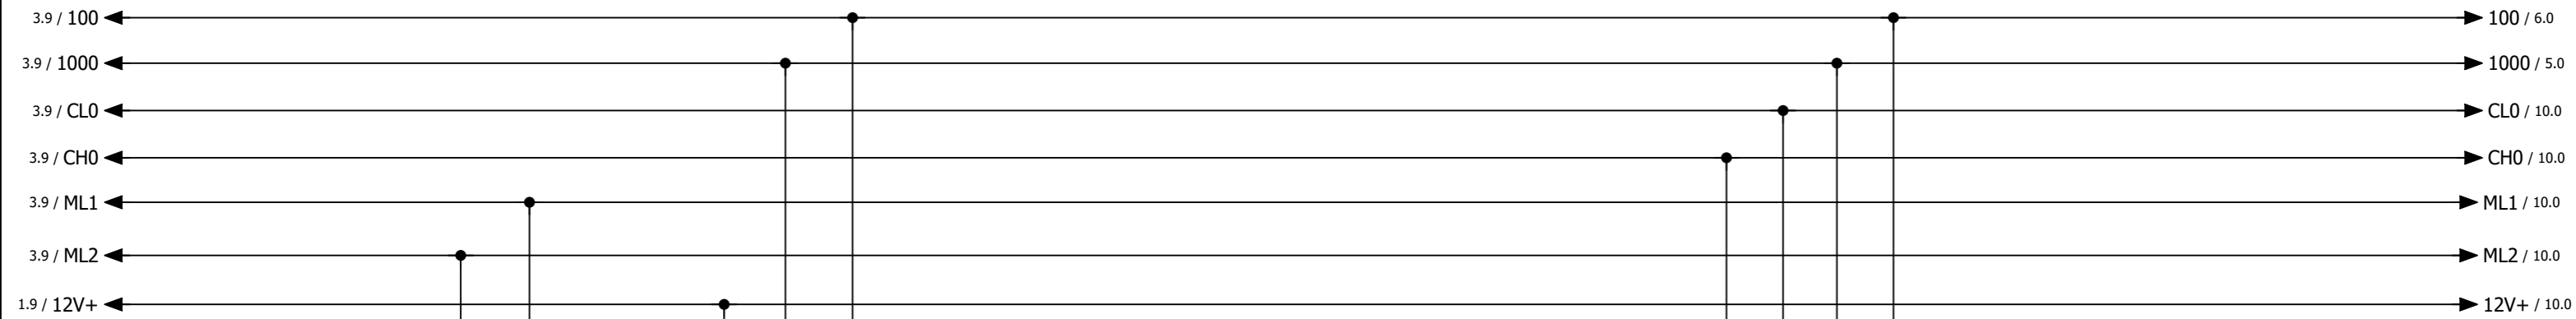 3.9 / 100 100 / 6.0
3.9 / 1000 1000 / 5.0
3.9 / CL0 CL0 / 10.0
3.9 / CH0 CH0 / 10.0
3.9 / ML1 ML1 / 10.0
3.9 / ML2 ML2 / 10.0
1.9 / 12V+ 12V+ / 10.0